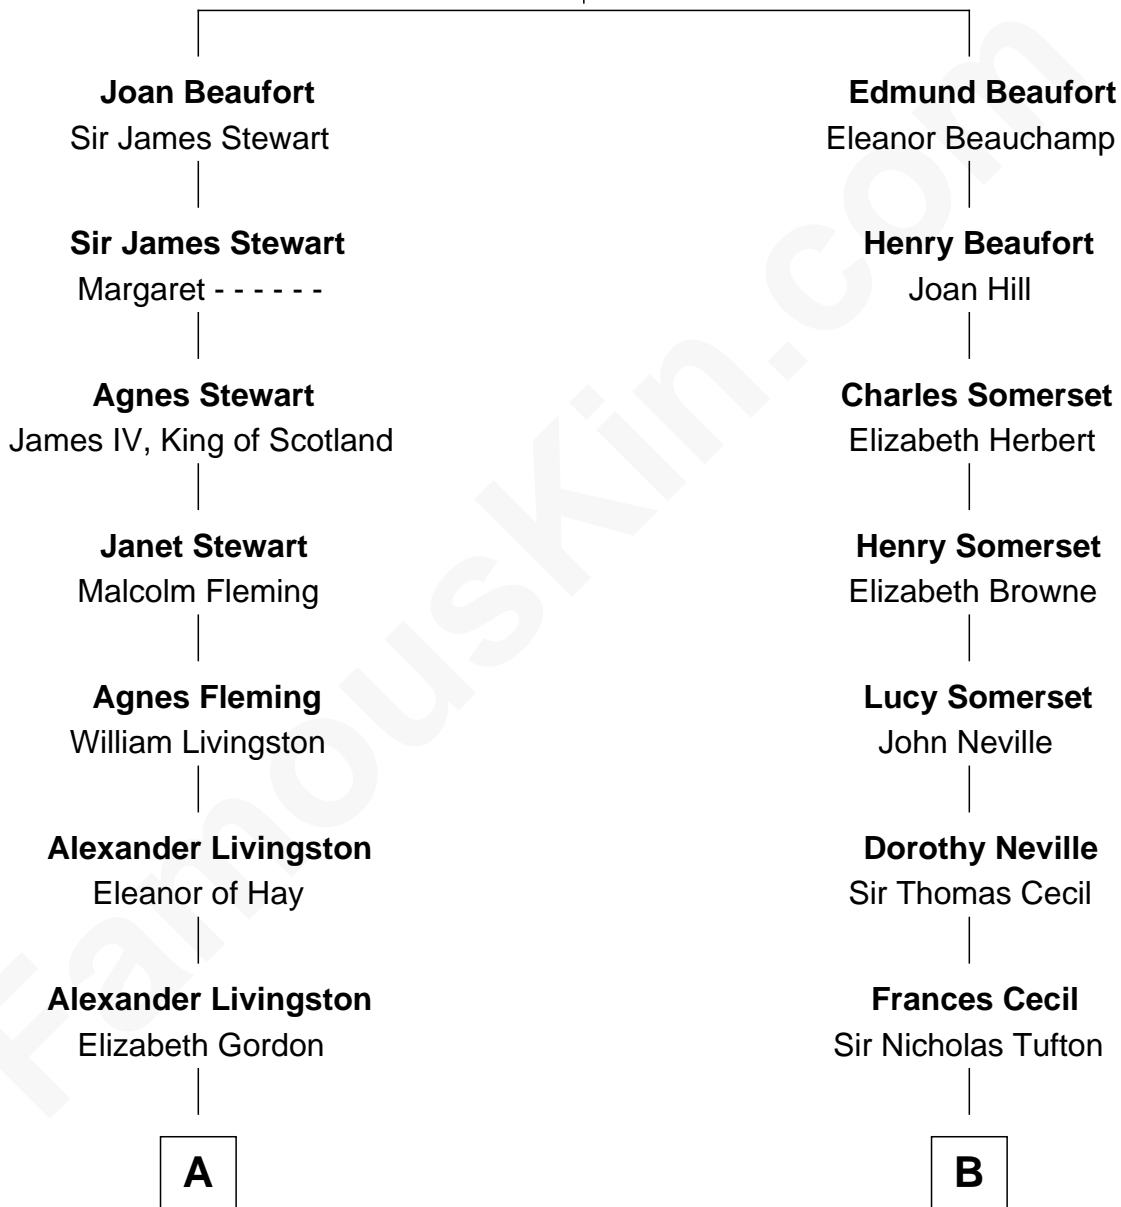 Joan Beaufort
Sir James Stewart
Sir James Stewart
Margaret - - - - - -
Agnes Stewart
James IV, King of Scotland
Janet Stewart
Malcolm Fleming
Agnes Fleming
William Livingston
Alexander Livingston
Eleanor of Hay
Alexander Livingston
Elizabeth Gordon
A
Edmund Beaufort
Eleanor Beauchamp
Henry Beaufort
Joan Hill
Charles Somerset
Elizabeth Herbert
Henry Somerset
Elizabeth Browne
Lucy Somerset
John Neville
Dorothy Neville
Sir Thomas Cecil
Frances Cecil
Sir Nicholas Tufton
B
FamousKin.com